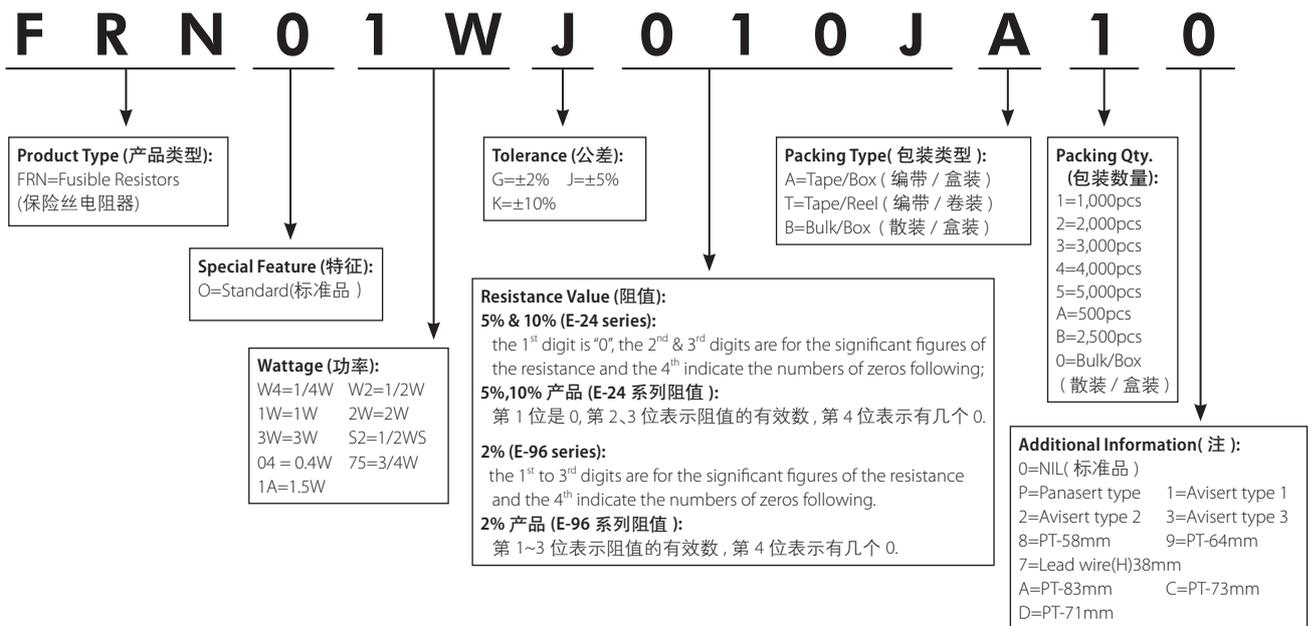 F R N 0 1 W J 0 1 0 J A 1 0
Product Type (产品类型):
FRN=Fusible Resistors
(保险丝电阻器)
Special Feature (特征):
O=Standard(标准品 )
Wattage (功率):
W4=1/4W W2=1/2W
1W=1W 2W=2W
3W=3W S2=1/2WS
04 = 0.4W 75=3/4W
1A=1.5W
Tolerance (公差):
G=±2% J=±5%
K=±10%
Resistance Value (阻值):
5% & 10% (E-24 series):
the 1st digit is “0”, the 2nd & 3rd digits are for the significant figures of
the resistance and the 4th indicate the numbers of zeros following;
5%,10% 产品 (E-24 系列阻值 ):
第 1 位是 0, 第 2、3 位表示阻值的有效数 , 第 4 位表示有几个 0.
2% (E-96 series):
the 1st to 3rd digits are for the significant figures of the resistance
and the 4th indicate the numbers of zeros following.
2% 产品 (E-96 系列阻值 ):
第 1~3 位表示阻值的有效数 , 第 4 位表示有几个 0.
Packing Type( 包装类型 ):
A=Tape/Box ( 编带 / 盒装 )
T=Tape/Reel ( 编带 / 卷装 )
B=Bulk/Box ( 散装 / 盒装 )
Packing Qty.
(包装数量):
1=1,000pcs
2=2,000pcs
3=3,000pcs
4=4,000pcs
5=5,000pcs
A=500pcs
B=2,500pcs
0=Bulk/Box
( 散装 / 盒装 )
Additional Information( 注 ):
0=NIL( 标准品 )
P=Panasert type 1=Avisert type 1
2=Avisert type 2 3=Avisert type 3
8=PT-58mm 9=PT-64mm
7=Lead wire(H)38mm
A=PT-83mm C=PT-73mm
D=PT-71mm